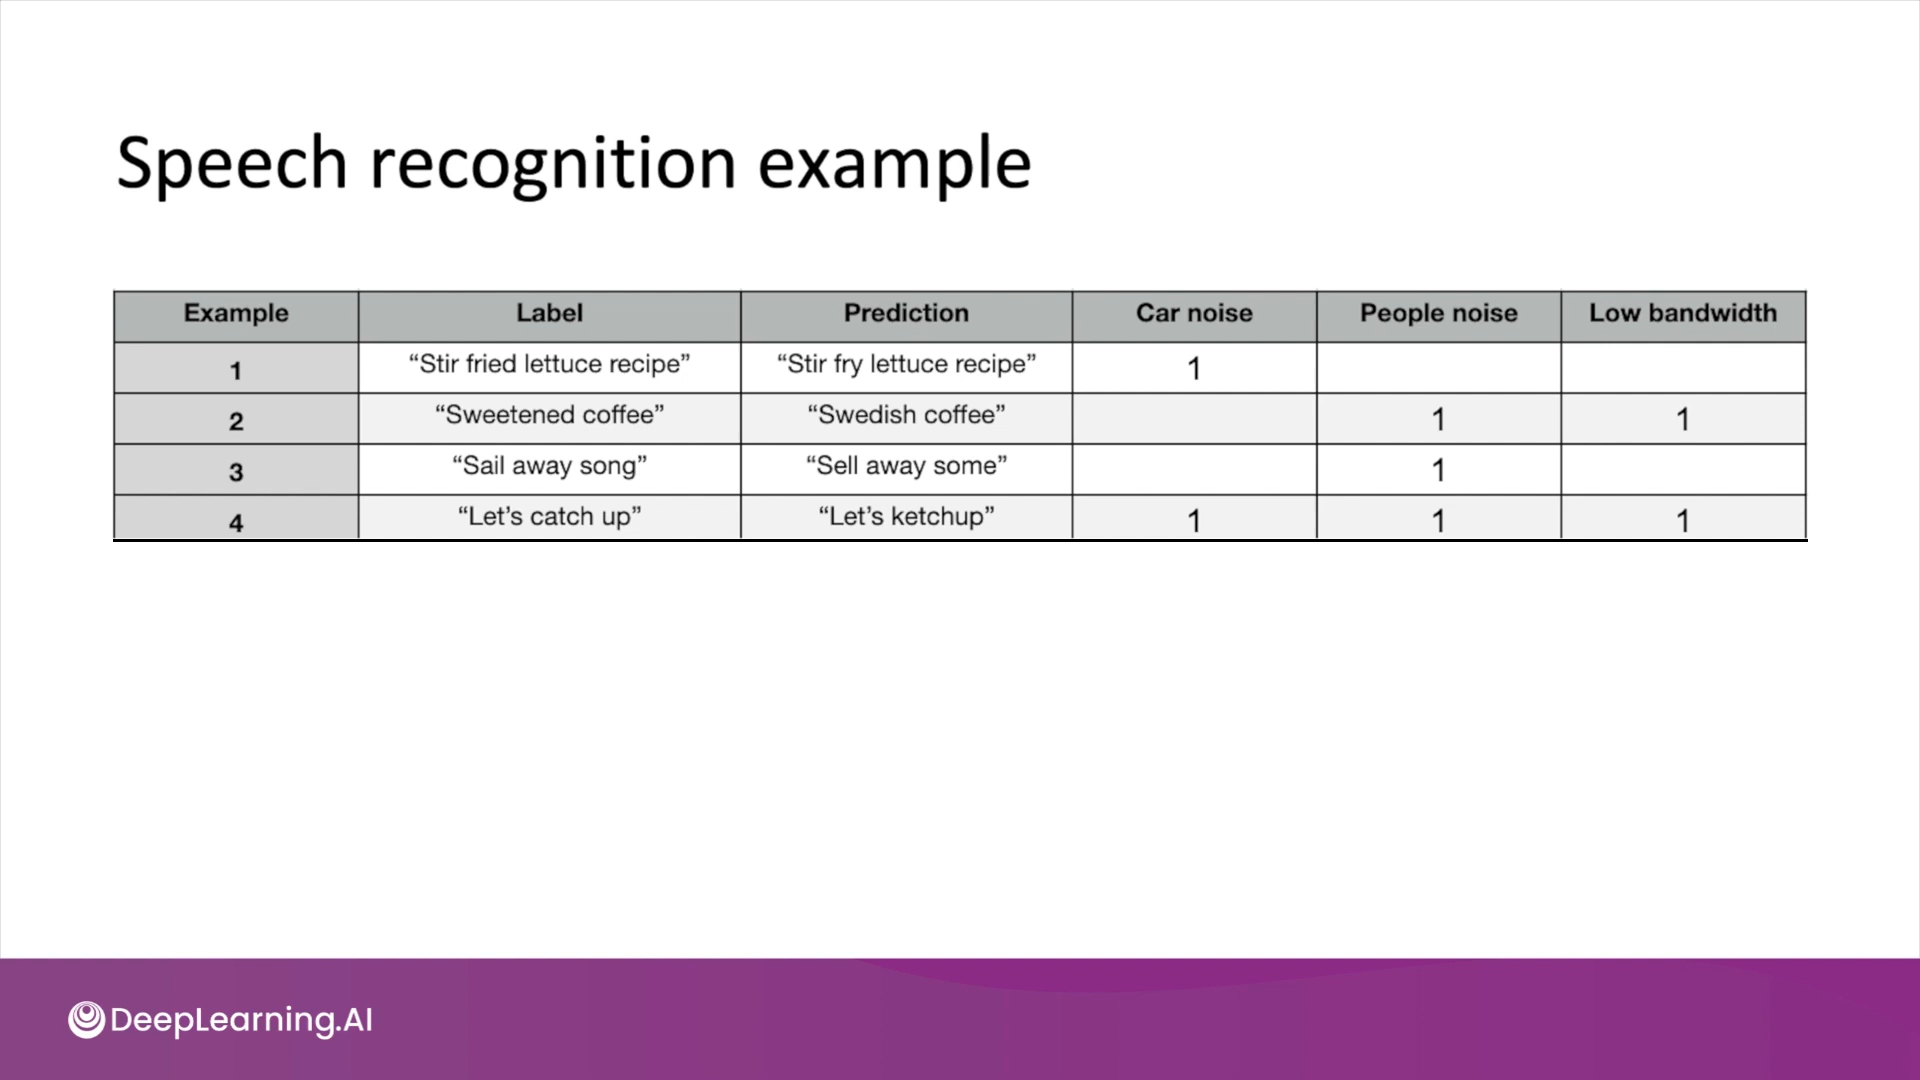 Speech recognition example
Example Label Prediction Car noise People noise Low bandwidth
1 “Stir fried lettuce recipe” “Stir fry lettuce recipe” 1
2 “Sweetened coffee” “Swedish coffee” 1 1
3 “Sail away song” “Sell away some” 1
4 “Let’s catch up” “Let’s ketchup” 1 1 1
DeepLearning.AI